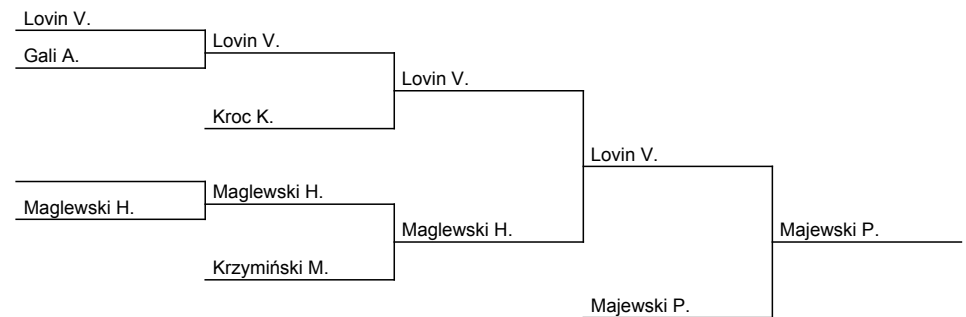 Lovin V.
Gali A.
Lovin V.
Lovin V.
Kroc K.
Lovin V.
Maglewski H.
Maglewski H.
Maglewski H.
Majewski P.
Krzymiński M.
Majewski P.